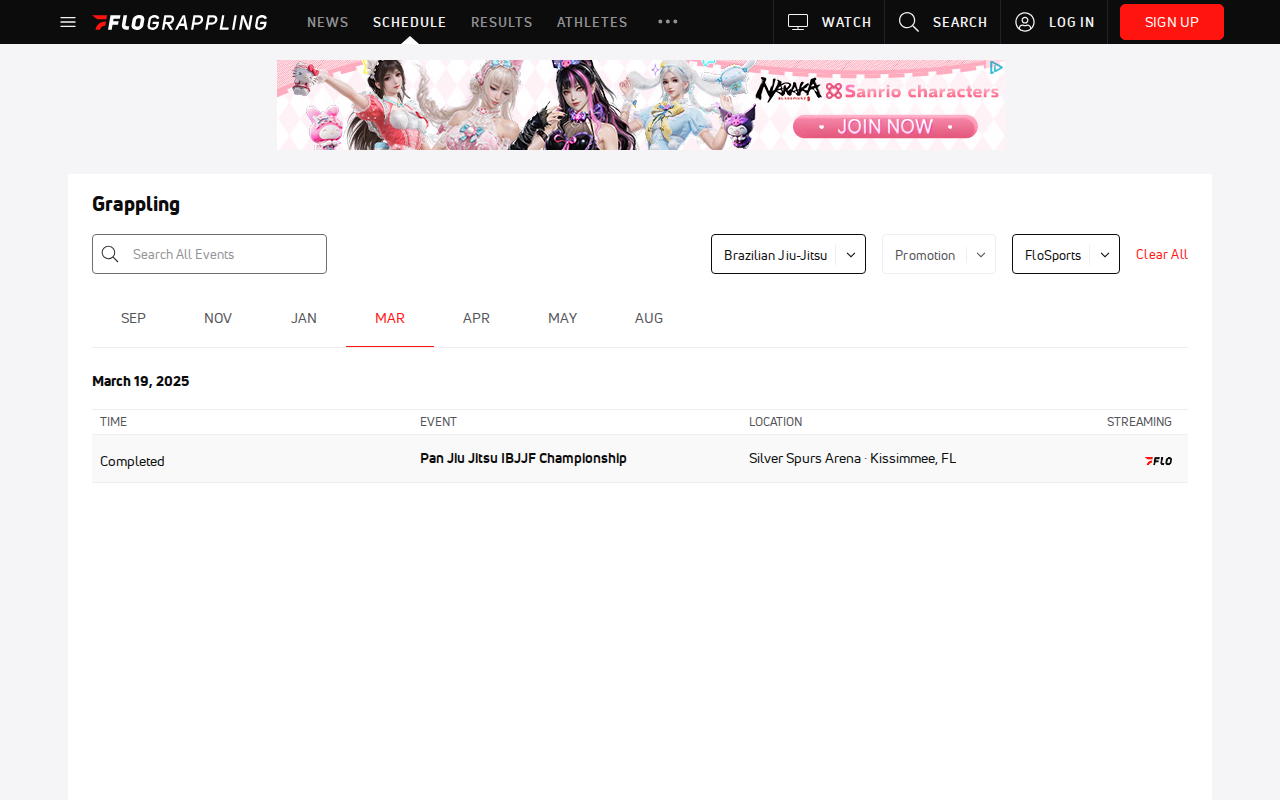 FLOGRAPPLING NEWS SCHEDULE RESULTS ATHLETES ••• WATCH SEARCH LOG IN SIGN UP
NARAKA Sanrio characters
JOIN NOW
Grappling
Search All Events Brazilian Jiu-Jitsu Promotion FloSports Clear All
SEP NOV JAN MAR APR MAY AUG
March 19, 2025
TIME EVENT LOCATION STREAMING
Completed Pan Jiu Jitsu IBJJF Championship Silver Spurs Arena · Kissimmee, FL FLO